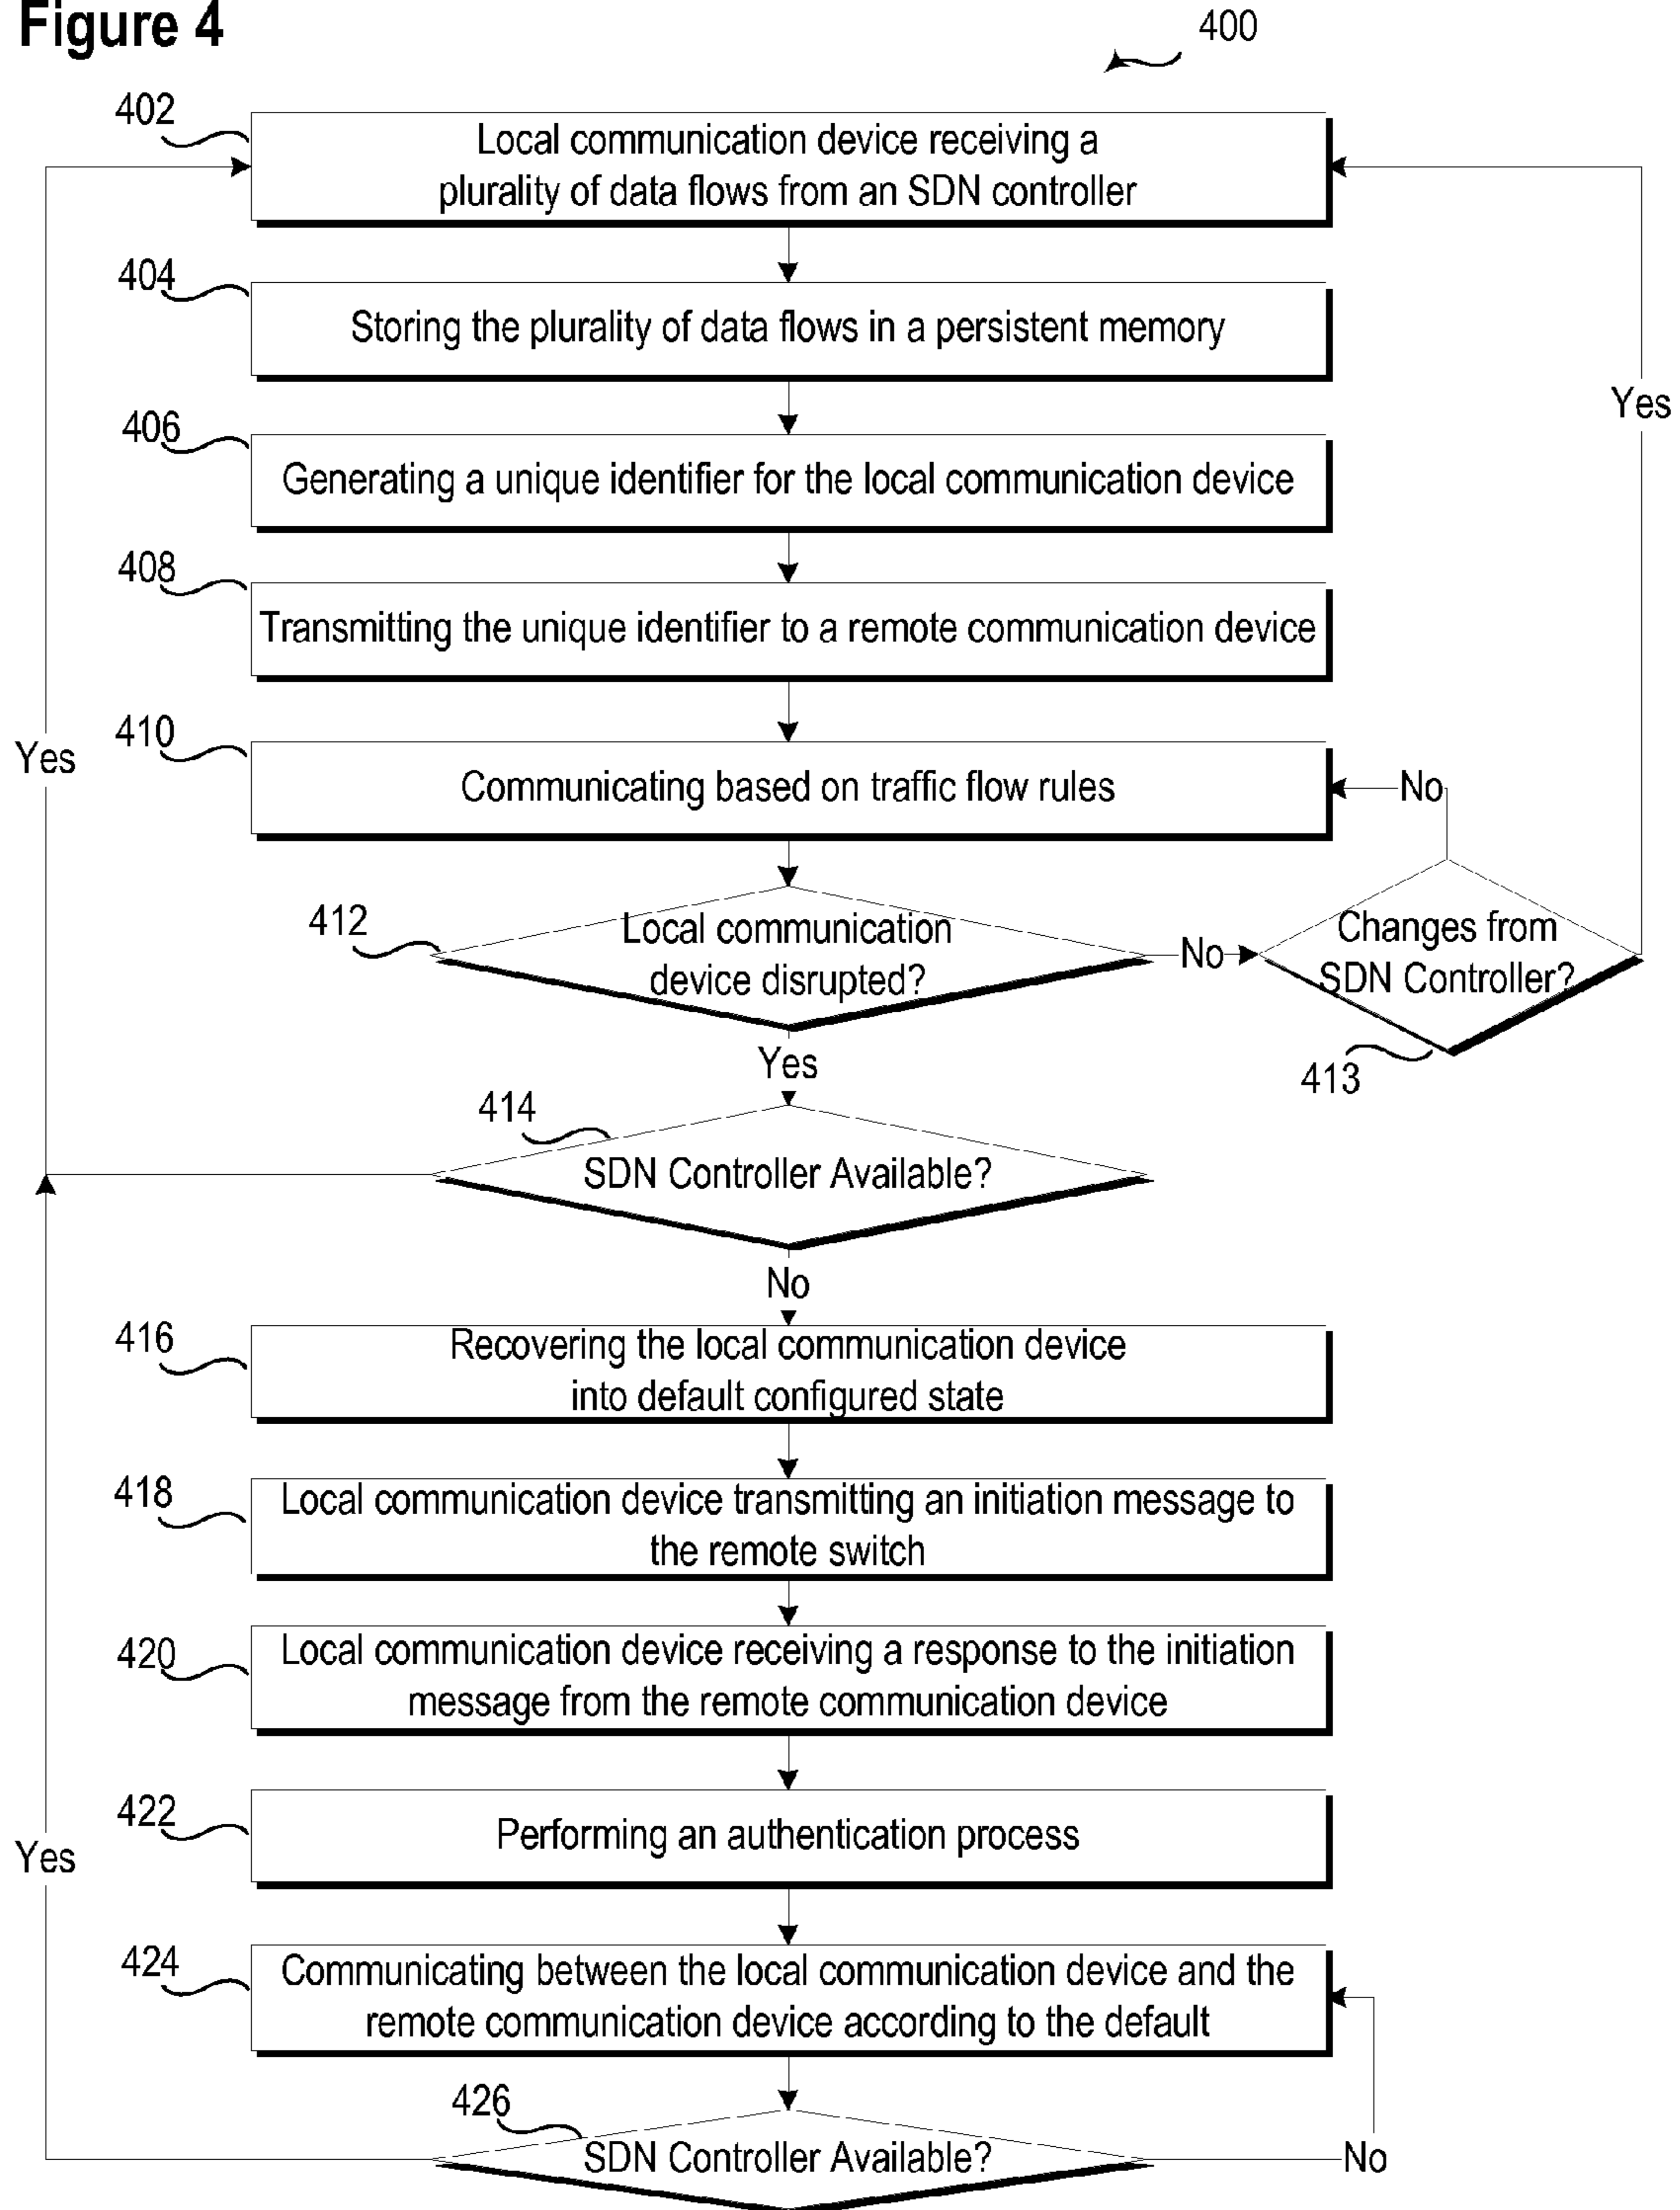 Figure 4
400
402
Local communication device receiving a
plurality of data flows from an SDN controller
404
Storing the plurality of data flows in a persistent memory
Yes
406
Generating a unique identifier for the local communication device
408
Transmitting the unique identifier to a remote communication device
410
Yes
Communicating based on traffic flow rules
No
412
Local communication
device disrupted?
No
Changes from
SDN Controller?
413
Yes
414
SDN Controller Available?
No
416
Recovering the local communication device
into default configured state
418
Local communication device transmitting an initiation message to
the remote switch
420
Local communication device receiving a response to the initiation
message from the remote communication device
422
Performing an authentication process
Yes
424
Communicating between the local communication device and the
remote communication device according to the default
426
SDN Controller Available?
No